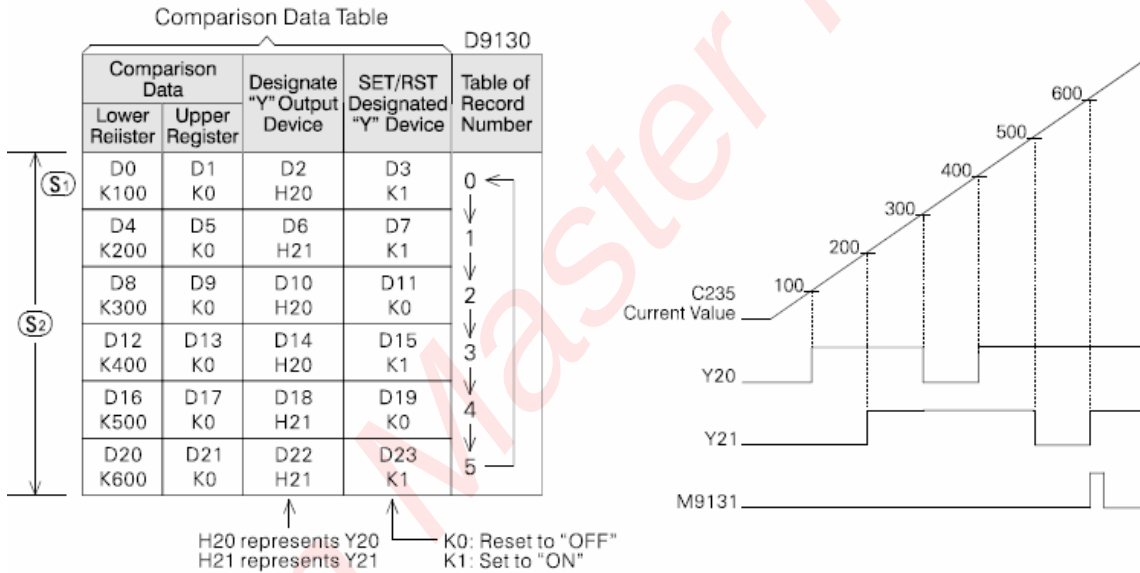 Comparison Data Table
D9130
Comparison Data
Designate "Y" Output Device
SET/RST Designated "Y" Device
Table of Record Number
Lower Reiister
Upper Register
S1
S2
D0 K100
D1 K0
D2 H20
D3 K1
0
D4 K200
D5 K0
D6 H21
D7 K1
1
D8 K300
D9 K0
D10 H20
D11 K0
2
D12 K400
D13 K0
D14 H20
D15 K1
3
D16 K500
D17 K0
D18 H21
D19 K0
4
D20 K600
D21 K0
D22 H21
D23 K1
5
H20 represents Y20
H21 represents Y21
K0: Reset to "OFF"
K1: Set to "ON"
600
500
400
300
200
100
C235
Current Value
Y20
Y21
M9131
Master